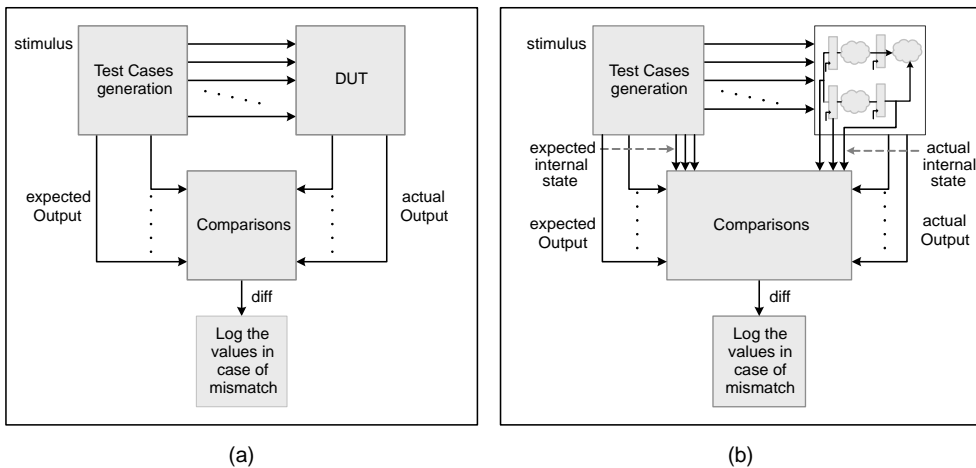 stimulus
Test Cases
generation
DUT
expected
Output
actual
Output
Comparisons
diff
Log the
values in
case of
mismatch
(a)
stimulus
Test Cases
generation
expected
internal
state
actual
internal
state
expected
Output
Comparisons
actual
Output
diff
Log the
values in
case of
mismatch
(b)